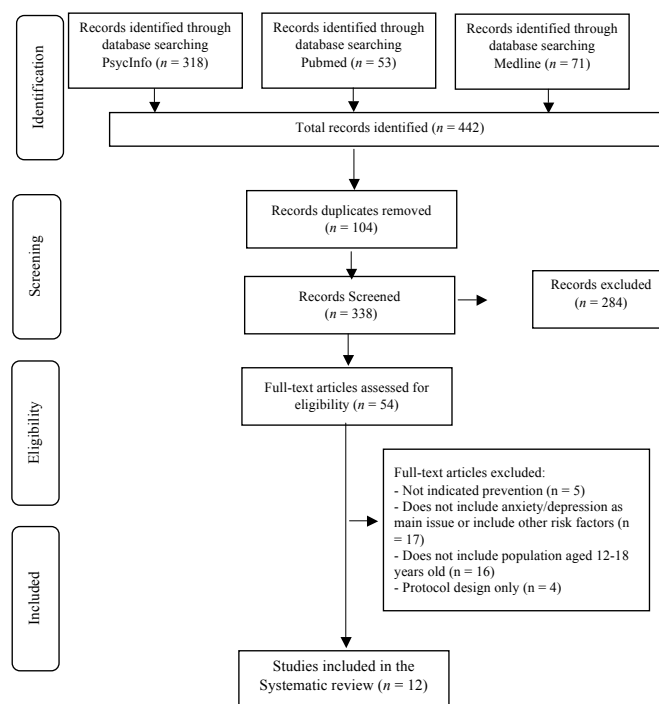 Identification
Records identified through
database searching
PsycInfo (n = 318)
Records identified through
database searching
Pubmed (n = 53)
Records identified through
database searching
Medline (n = 71)
Total records identified (n = 442)
Screening
Records duplicates removed
(n = 104)
Records Screened
(n = 338)
Records excluded
(n = 284)
Eligibility
Full-text articles assessed for
eligibility (n = 54)
Full-text articles excluded:
- Not indicated prevention (n = 5)
- Does not include anxiety/depression as
main issue or include other risk factors (n
= 17)
- Does not include population aged 12-18
years old (n = 16)
- Protocol design only (n = 4)
Included
Studies included in the
Systematic review (n = 12)